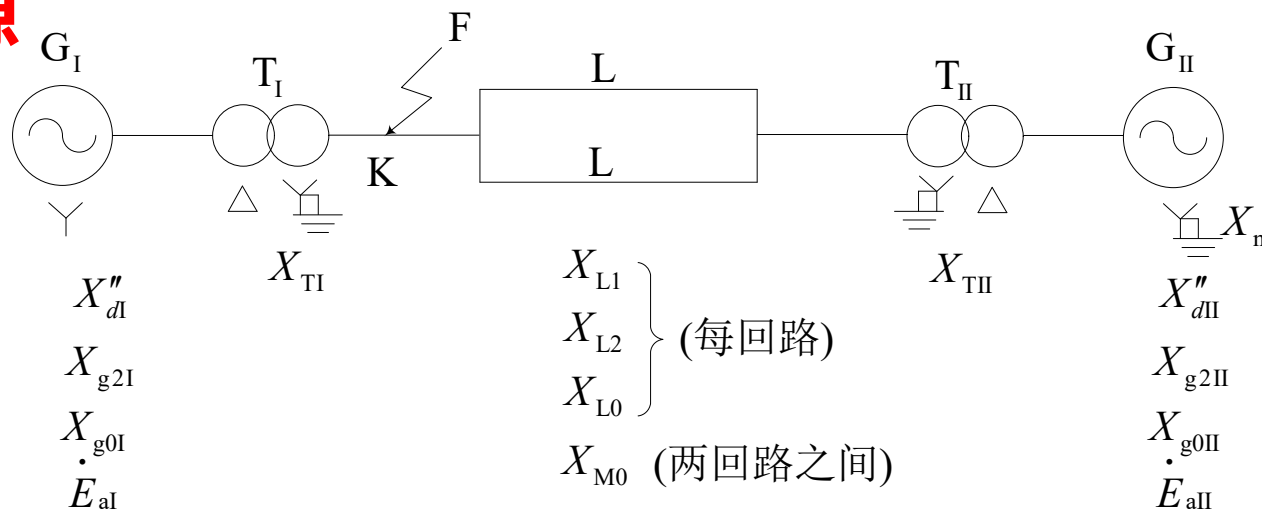 G_I
T_I
F
K
L
L
T_II
G_II
X_TI
X_TII
X_n
X″_dI
X_g2I
X_g0I
Ė_aI
X_L1
X_L2
X_L0
(每回路)
X_M0 (两回路之间)
X″_dII
X_g2II
X_g0II
Ė_aII